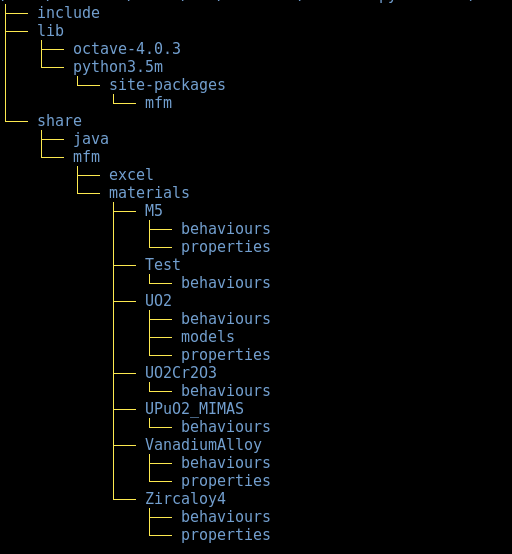 ├── include
├── lib
│   ├── octave-4.0.3
│   └── python3.5m
│       └── site-packages
│           └── mfm
└── share
    ├── java
    └── mfm
        ├── excel
        └── materials
            ├── M5
            │   ├── behaviours
            │   └── properties
            ├── Test
            │   └── behaviours
            ├── UO2
            │   ├── behaviours
            │   ├── models
            │   └── properties
            ├── UO2Cr2O3
            │   └── behaviours
            ├── UPuO2_MIMAS
            │   └── behaviours
            ├── VanadiumAlloy
            │   ├── behaviours
            │   └── properties
            └── Zircaloy4
                ├── behaviours
                └── properties